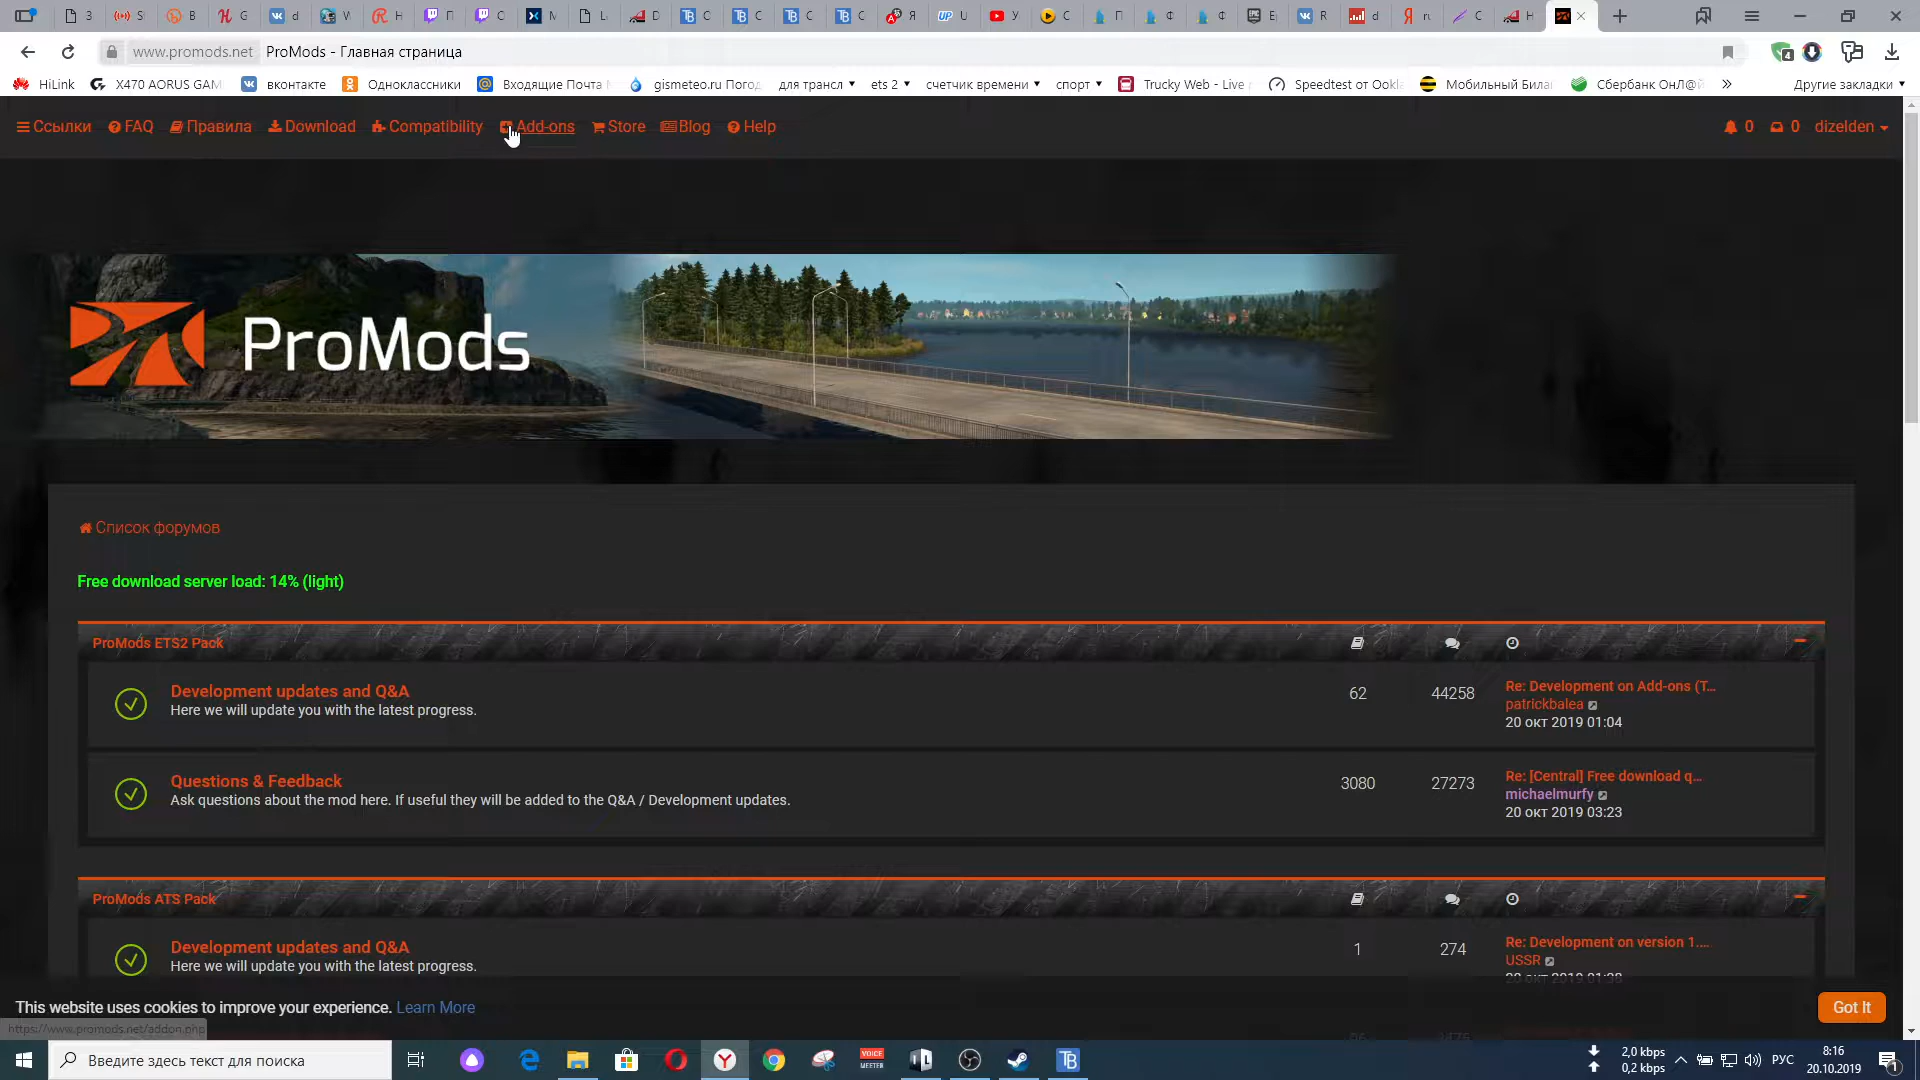 www.promods.net ProMods - Главная страница
HiLink
X470 AORUS GAM
вконтакте
Одноклассники
Входящие Почта
gismeteo.ru Погод
для трансл
ets 2
счетчик времени
спорт
Trucky Web - Live
Speedtest от Ookla
Мобильный Била
Сбербанк ОнЛ@й
»
Другие закладки
Ссылки FAQ Правила Download Compatibility Add-ons Store Blog Help
0 0 dizelden
ProMods
Список форумов
Free download server load: 14% (light)
ProMods ETS2 Pack
Development updates and Q&A
Here we will update you with the latest progress.
62 44258
Re: Development on Add-ons (T...
patrickbalea
20 окт 2019 01:04
Questions & Feedback
Ask questions about the mod here. If useful they will be added to the Q&A / Development updates.
3080 27273
Re: [Central] Free download q...
michaelmurfy
20 окт 2019 03:23
ProMods ATS Pack
Development updates and Q&A
Here we will update you with the latest progress.
1 274
Re: Development on version 1....
USSR
This website uses cookies to improve your experience. Learn More
Got It
https://www.promods.net/addon.php
Введите здесь текст для поиска
VOICE
MEETER
TB
2,0 kbps
0,2 kbps
РУС
8:16
20.10.2019
1